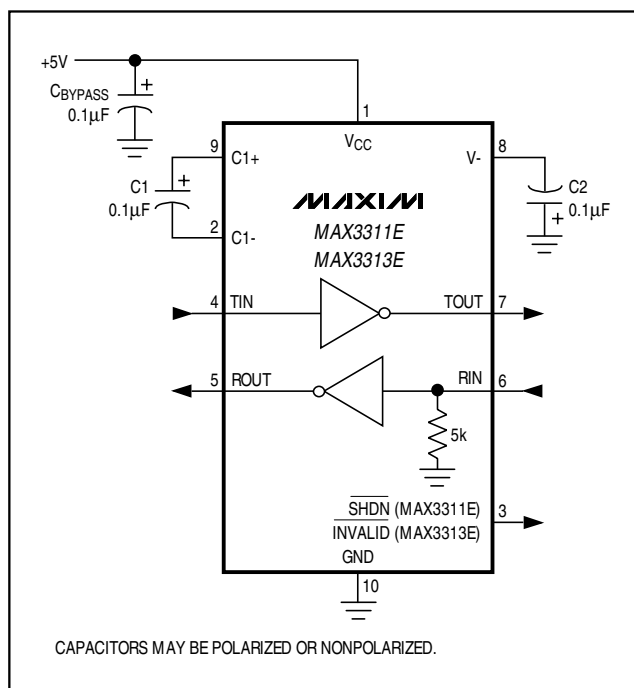 +5V
CBYPASS
0.1µF
+
1
VCC
9
C1+
V-
8
C1
0.1µF
+
2
C1-
C2
0.1µF
+
MAXIM
MAX3311E
MAX3313E
4
TIN
TOUT
7
5
ROUT
RIN
6
5k
SHDN (MAX3311E)
INVALID (MAX3313E)
3
GND
10
CAPACITORS MAY BE POLARIZED OR NONPOLARIZED.